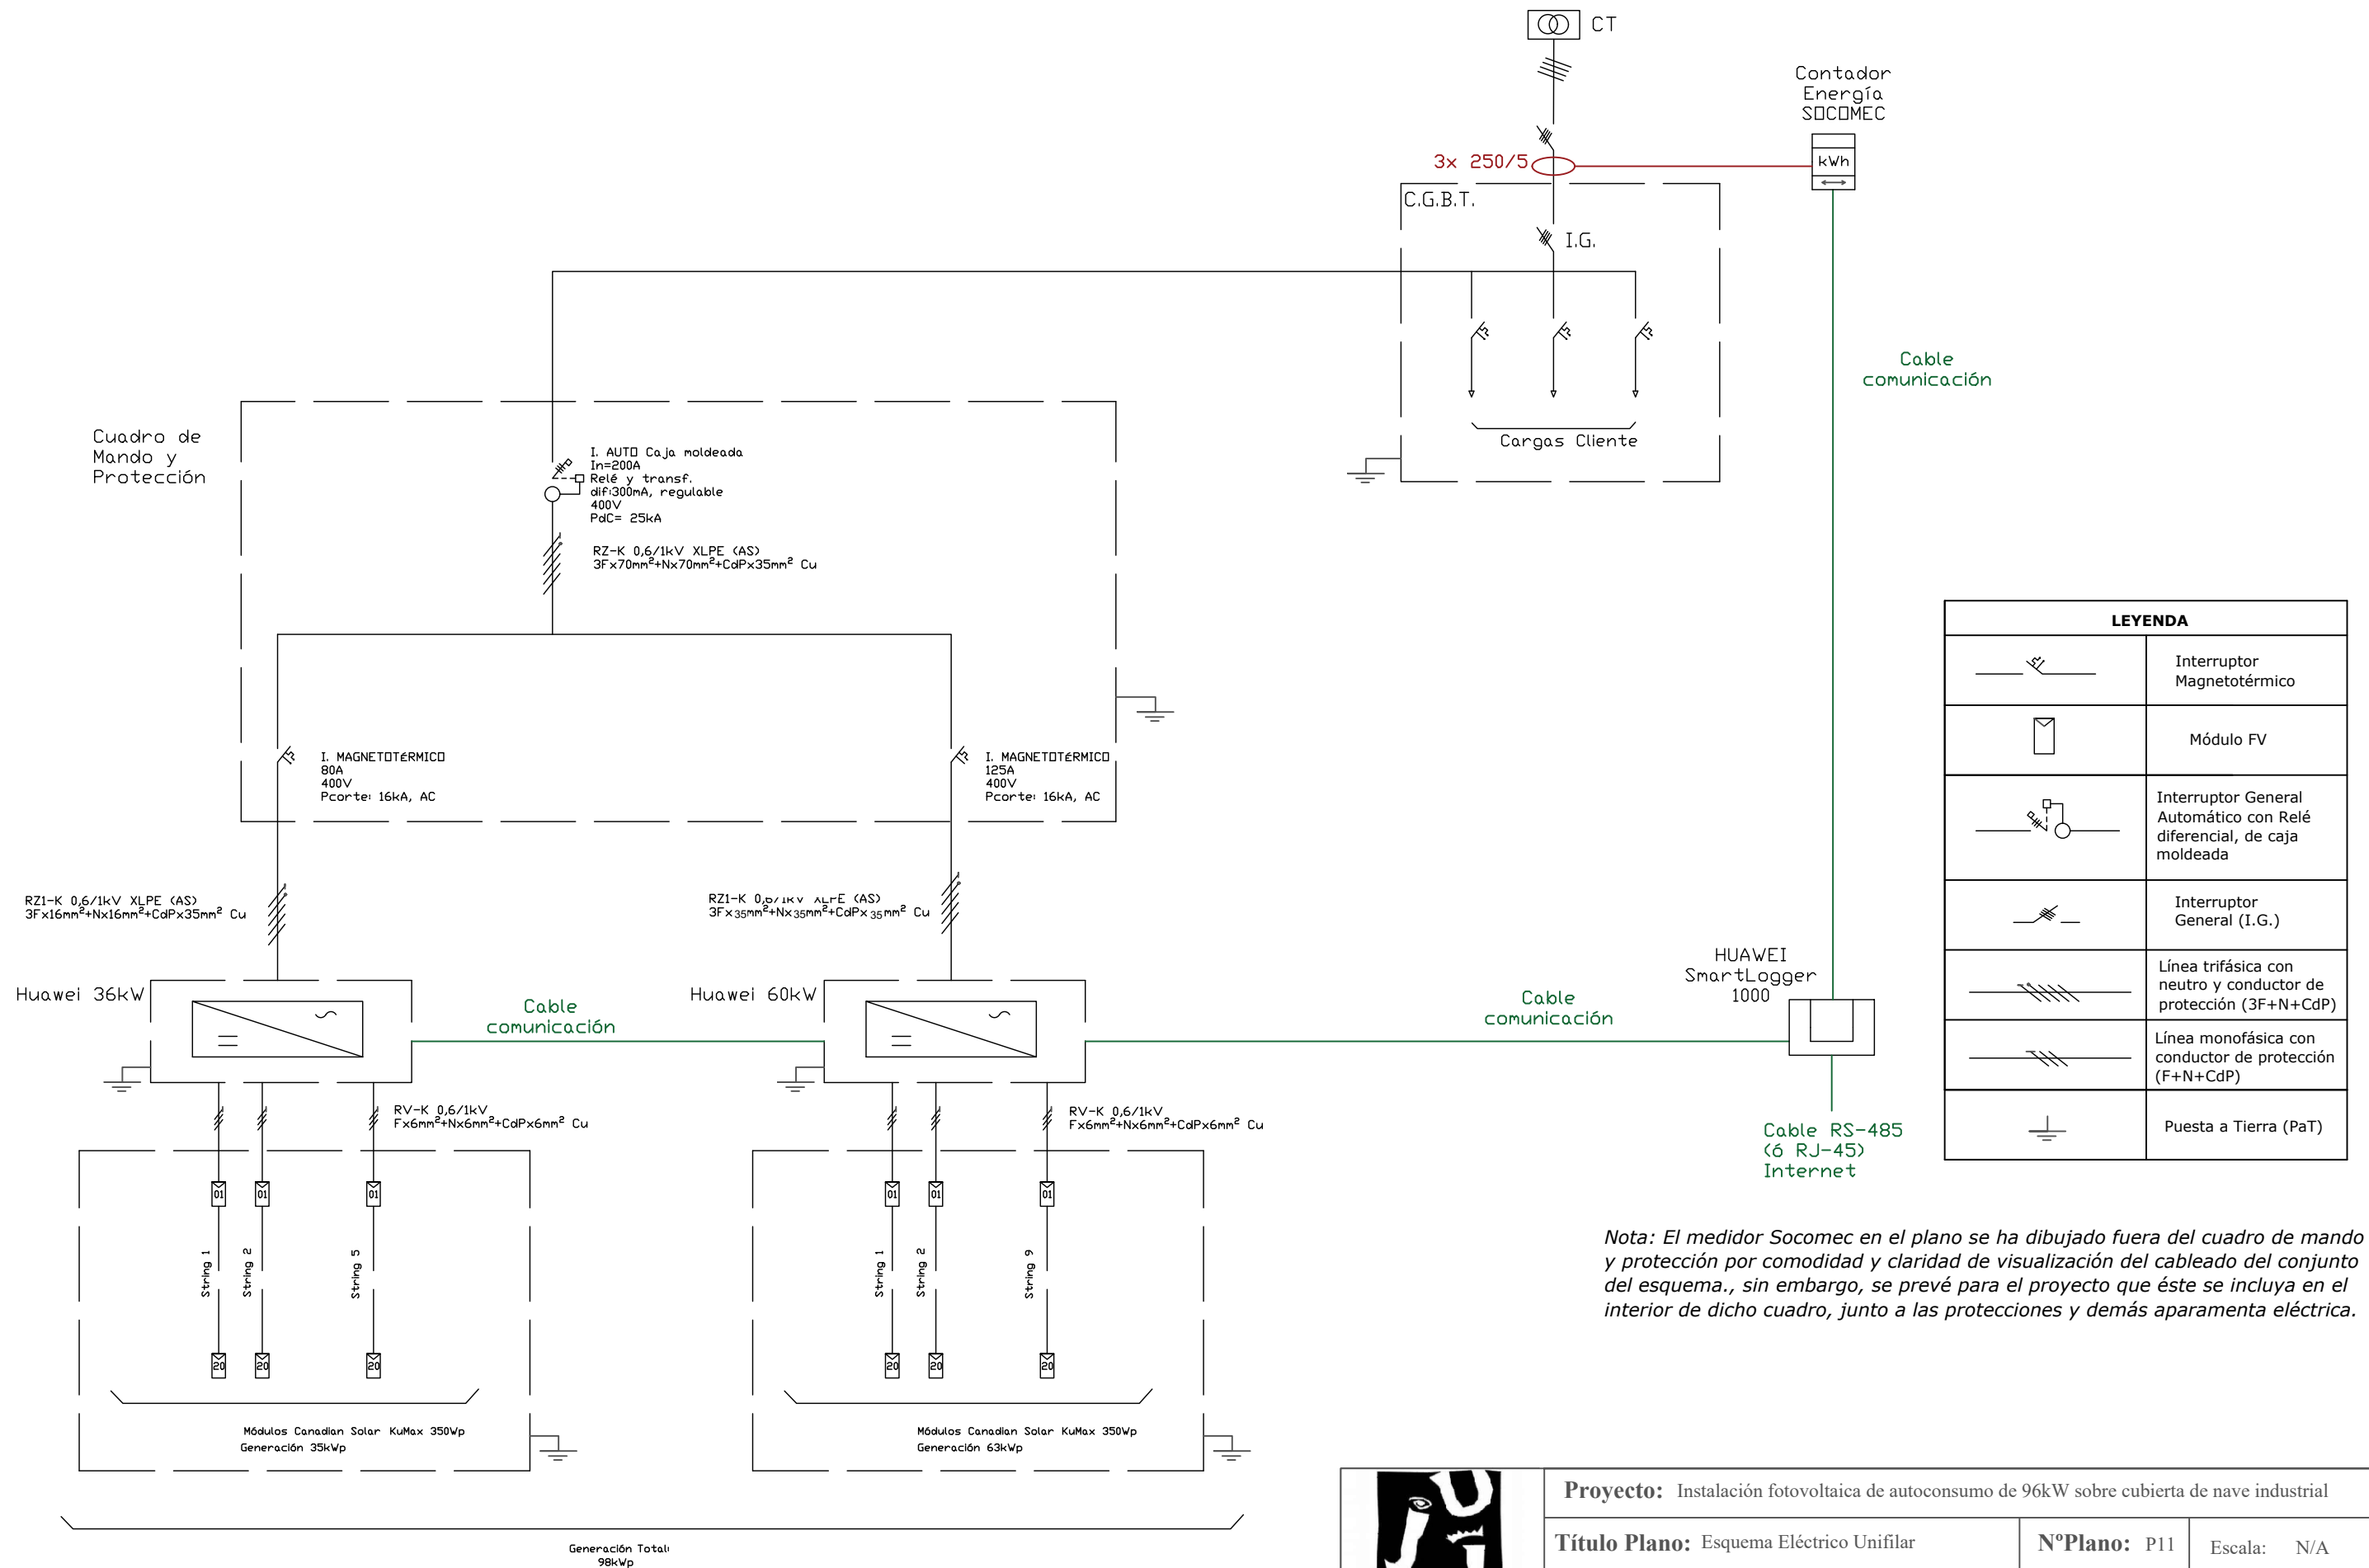 CT
Contador
Energía
SOCOMEC
kWh
3x 250/5
C.G.B.T.
I.G.
Cargas Cliente
Cable
comunicación
Cuadro de
Mando y
Protección
I. AUTO Caja moldeada
In=200A
Relé y transf.
dif:300mA, regulable
400V
PdC= 25kA
RZ-K 0,6/1kV XLPE (AS)
3Fx70mm²+Nx70mm²+CdPx35mm² Cu
I. MAGNETOTÉRMICO
80A
400V
Pcorte: 16kA, AC
I. MAGNETOTÉRMICO
125A
400V
Pcorte: 16kA, AC
RZ1-K 0,6/1kV XLPE (AS)
3Fx16mm²+Nx16mm²+CdPx35mm² Cu
RZ1-K 0,6/1kV XLPE (AS)
3Fx35mm²+Nx35mm²+CdPx35mm² Cu
Huawei 36kW
Cable
comunicación
Huawei 60kW
Cable
comunicación
HUAWEI
SmartLogger
1000
Cable RS-485
(ó RJ-45)
Internet
RV-K 0,6/1kV
Fx6mm²+Nx6mm²+CdPx6mm² Cu
RV-K 0,6/1kV
Fx6mm²+Nx6mm²+CdPx6mm² Cu
01 01 01
String 1
String 2
String 5
20 20 20
Módulos Canadian Solar KuMax 350Wp
Generación 35kWp
01 01 01
String 1
String 2
String 9
20 20 20
Módulos Canadian Solar KuMax 350Wp
Generación 63kWp
Generación Total:
98kWp
LEYENDA
Interruptor
Magnetotérmico
Módulo FV
Interruptor General
Automático con Relé
diferencial, de caja
moldeada
Interruptor
General (I.G.)
Línea trifásica con
neutro y conductor de
protección (3F+N+CdP)
Línea monofásica con
conductor de protección
(F+N+CdP)
Puesta a Tierra (PaT)
Nota: El medidor Socomec en el plano se ha dibujado fuera del cuadro de mando
y protección por comodidad y claridad de visualización del cableado del conjunto
del esquema., sin embargo, se prevé para el proyecto que éste se incluya en el
interior de dicho cuadro, junto a las protecciones y demás aparamenta eléctrica.
Proyecto: Instalación fotovoltaica de autoconsumo de 96kW sobre cubierta de nave industrial
Título Plano: Esquema Eléctrico Unifilar
NºPlano: P11
Escala: N/A